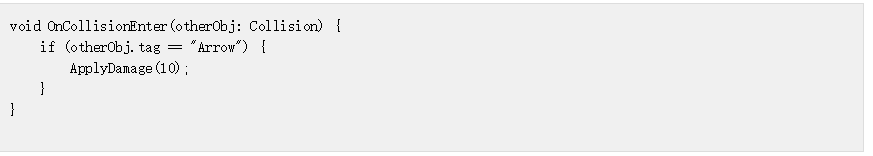 void OnCollisionEnter(otherObj: Collision) {
    if (otherObj.tag == "Arrow") {
        ApplyDamage(10);
    }
}